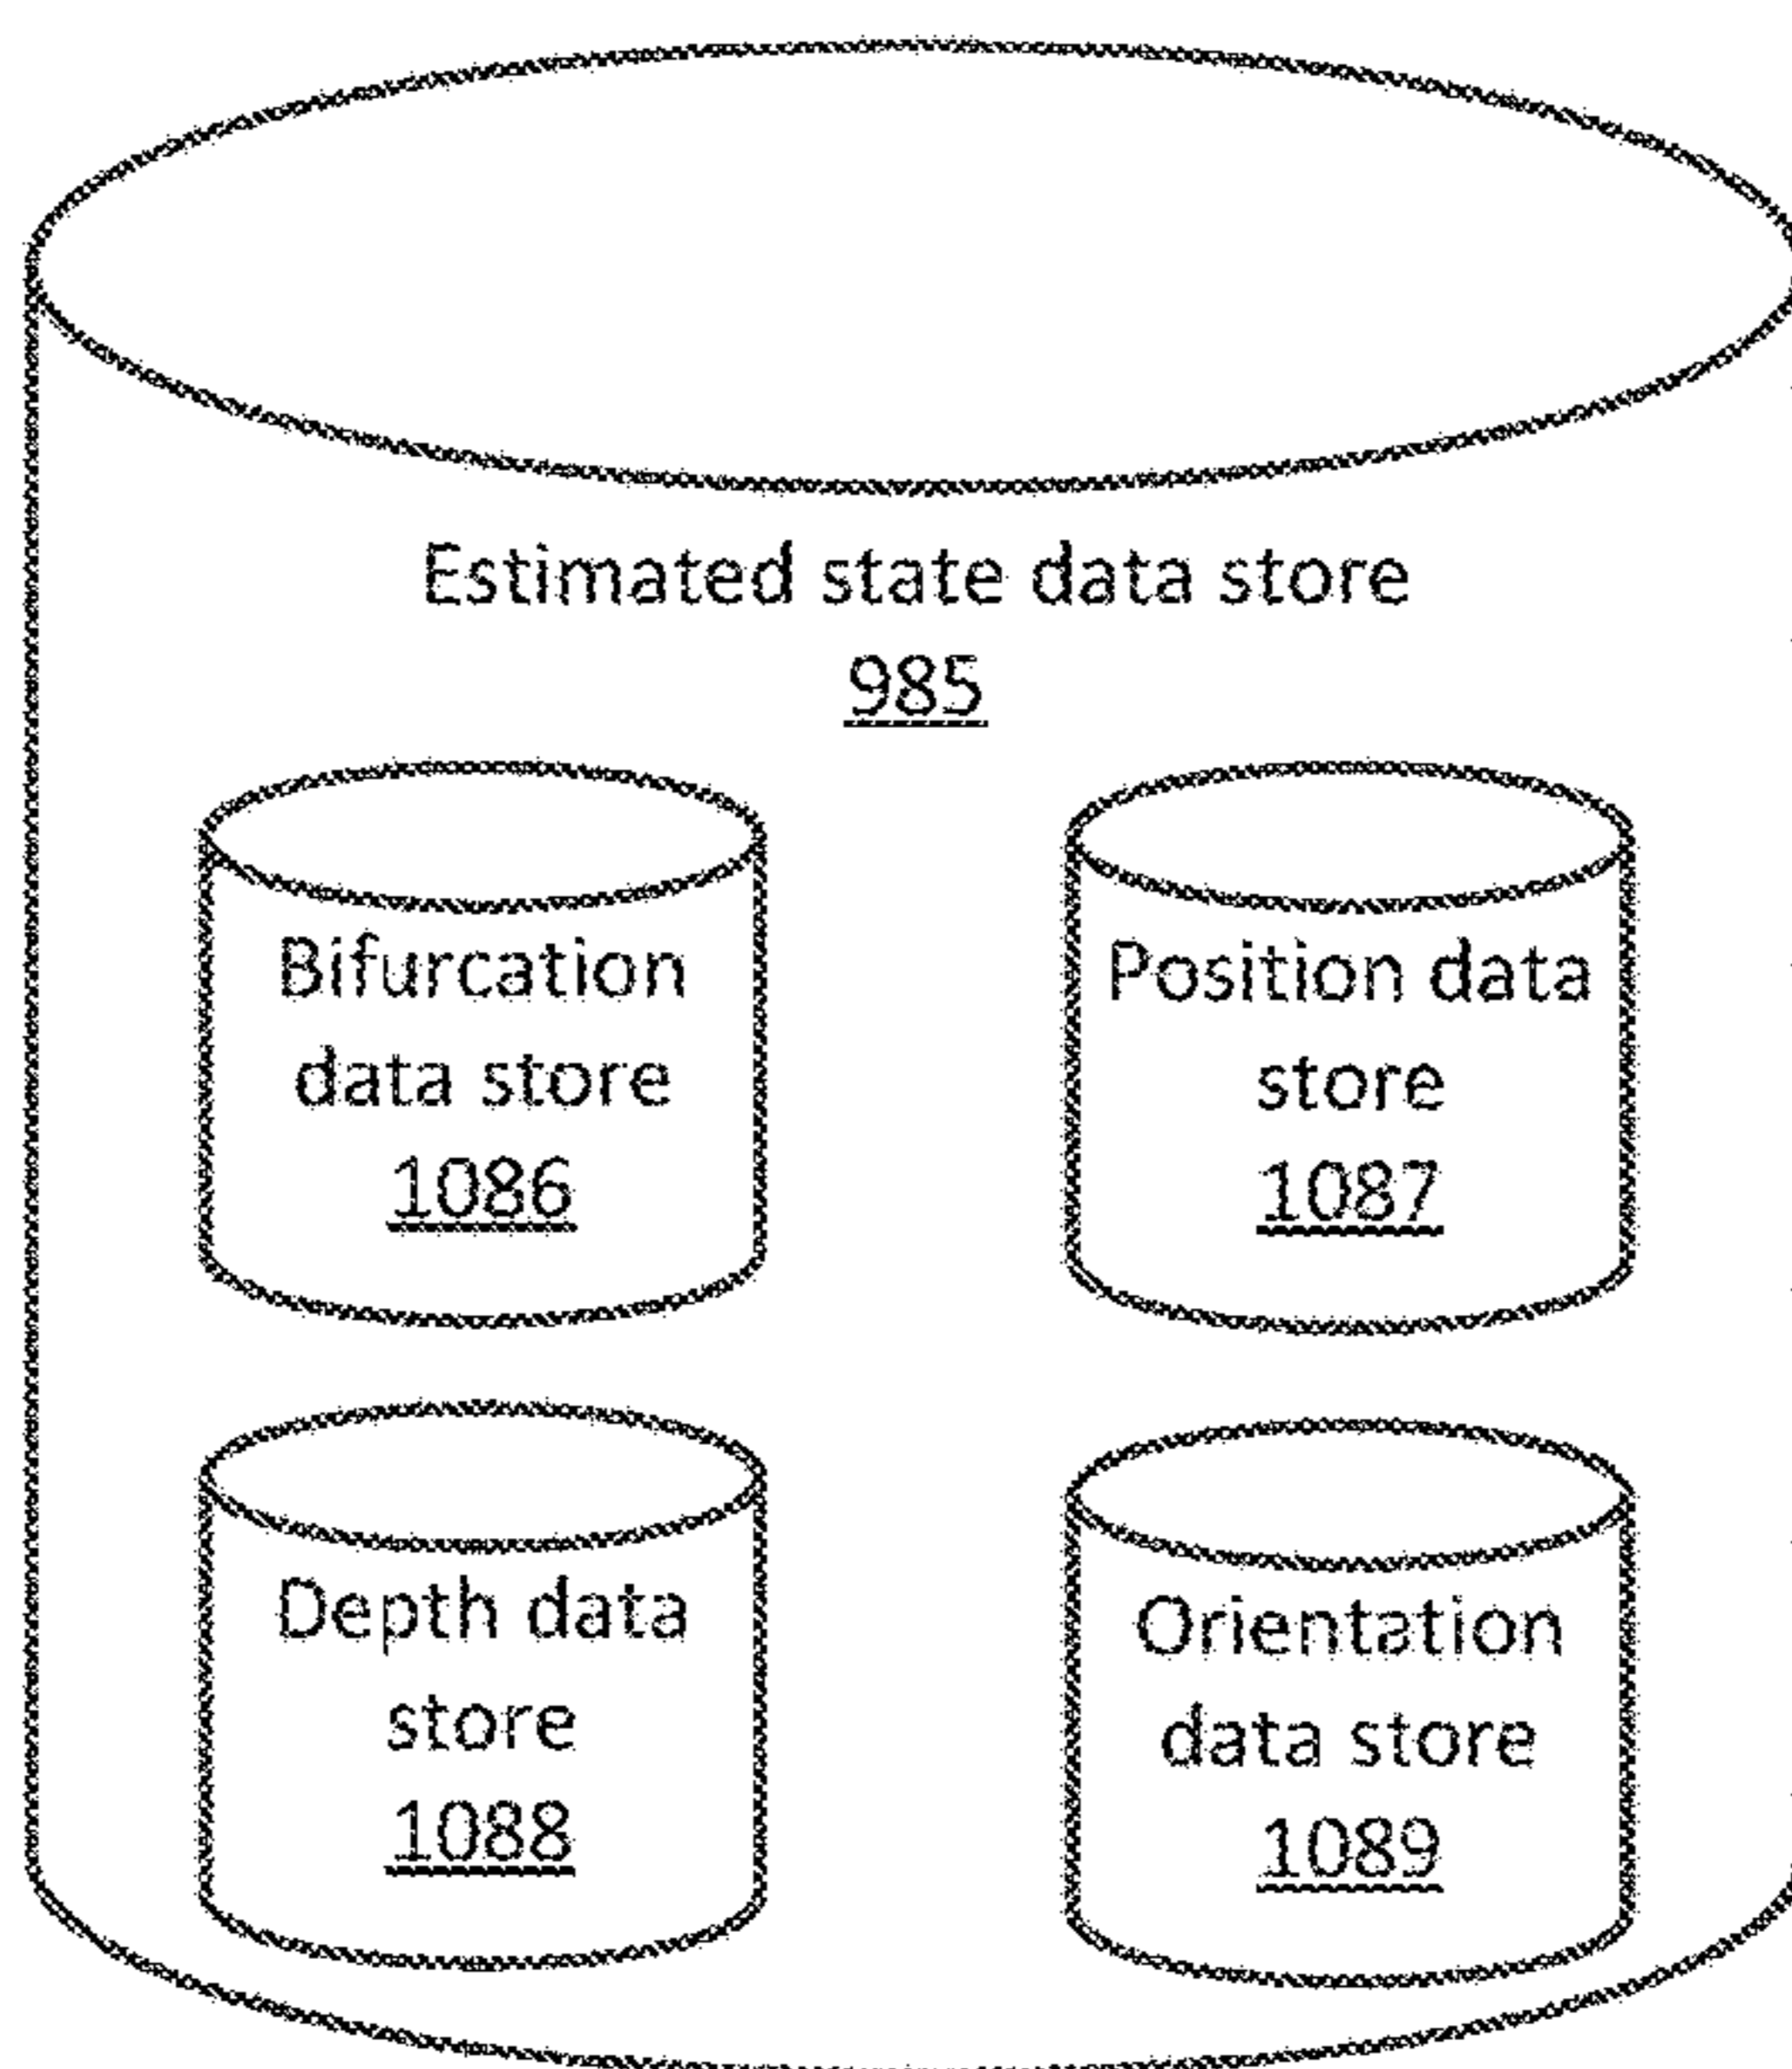 Estimated state data store
985
Bifurcation
data store
1086
Position data
store
1087
Depth data
store
1088
Orientation
data store
1089